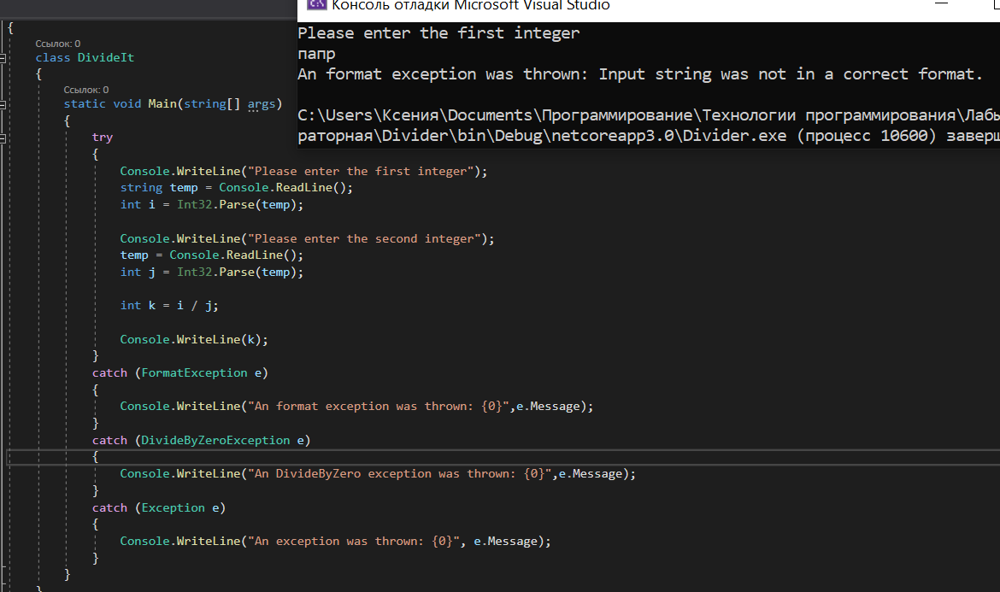 Консоль отладки Microsoft Visual Studio
Please enter the first integer
папр
An format exception was thrown: Input string was not in a correct format.
C:\Users\Ксения\Documents\Программирование\Технологии программирования\Лабы
раторная\Divider\bin\Debug\netcoreapp3.0\Divider.exe (процесс 10600) заверш
{
Ссылок: 0
class DivideIt
{
Ссылок: 0
static void Main(string[] args)
{
try
{
Console.WriteLine("Please enter the first integer");
string temp = Console.ReadLine();
int i = Int32.Parse(temp);
Console.WriteLine("Please enter the second integer");
temp = Console.ReadLine();
int j = Int32.Parse(temp);
int k = i / j;
Console.WriteLine(k);
}
catch (FormatException e)
{
Console.WriteLine("An format exception was thrown: {0}",e.Message);
}
catch (DivideByZeroException e)
{
Console.WriteLine("An DivideByZero exception was thrown: {0}",e.Message);
}
catch (Exception e)
{
Console.WriteLine("An exception was thrown: {0}", e.Message);
}
}
}